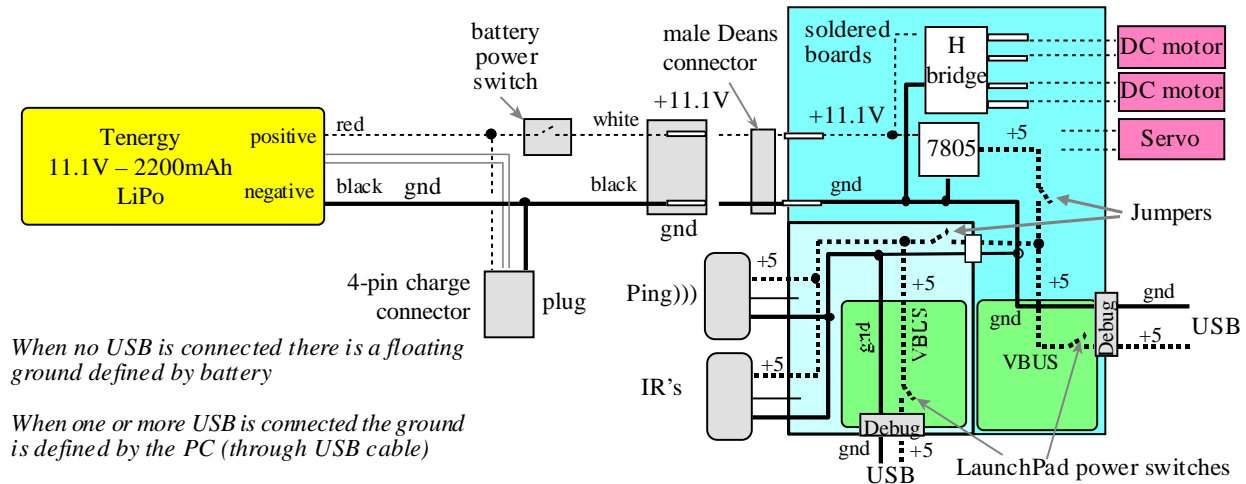 battery
power
switch
male Deans
connector
soldered
boards
H
bridge
DC motor
DC motor
Servo
+11.1V
+11.1V
7805
+5
Tenergy
11.1V – 2200mAh
LiPo
positive
negative
red
white
black
gnd
black
gnd
gnd
Jumpers
4-pin charge
connector
plug
Ping)))
+5
+5
+5
gnd
VBUS
gnd
VBUS
Debug
gnd
+5
USB
IR's
+5
Debug
gnd
+5
USB
LaunchPad power switches
When no USB is connected there is a floating
ground defined by battery
When one or more USB is connected the ground
is defined by the PC (through USB cable)